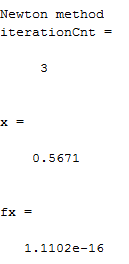 Newton method
iterationCnt =
3
x =
0.5671
fx =
1.1102e-16